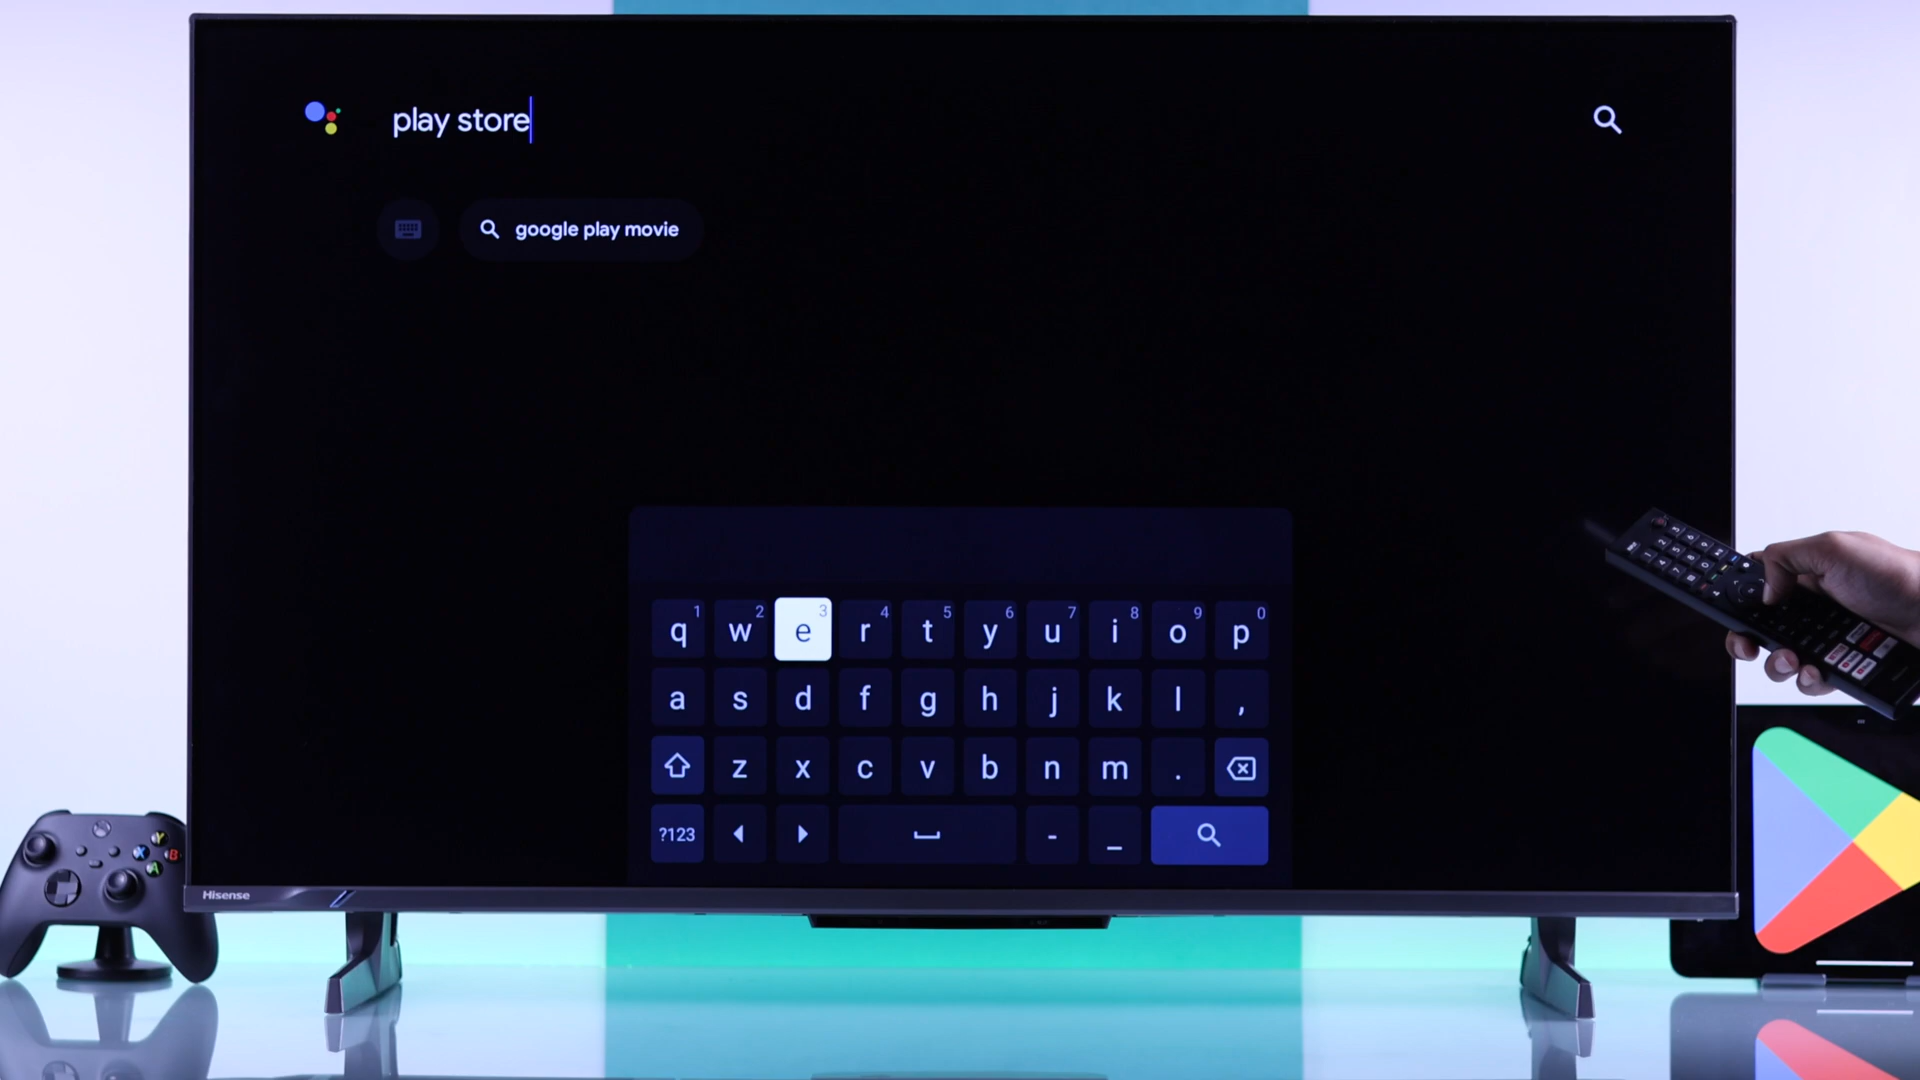 play store
google play movie
q 1 w 2 e 3 r 4 t 5 y 6 u 7 i 8 o 9 p 0
a s d f g h j k l ,
z x c v b n m .
?123 - _
Hisense
Y
X B
A